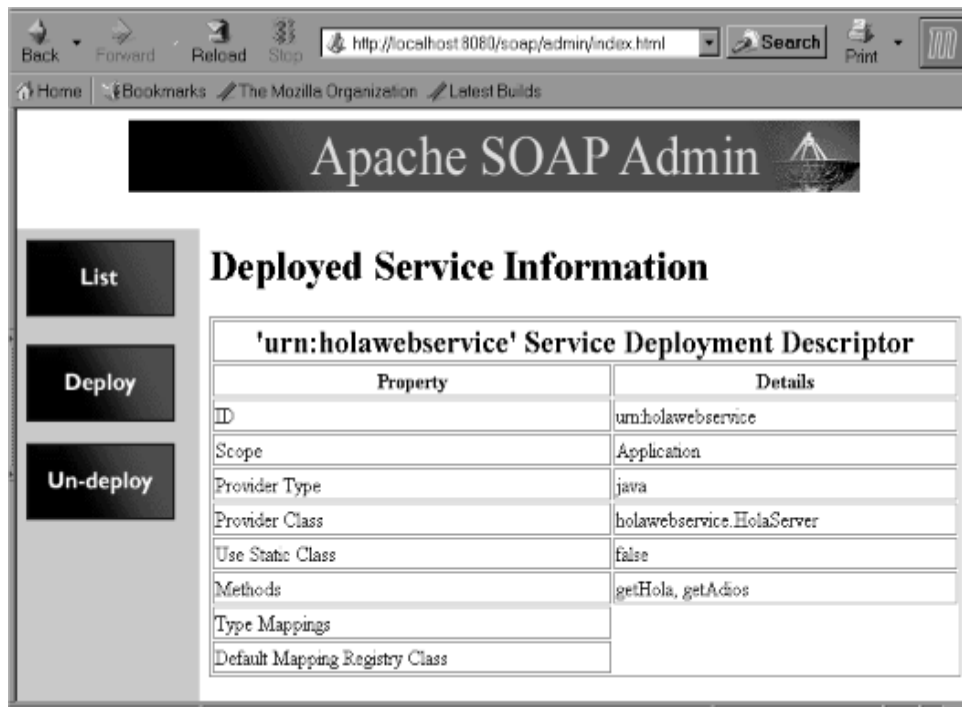 Back Forward Reload Stop http://localhost:8080/soap/admin/index.html Search Print
Home Bookmarks The Mozilla Organization Latest Builds
Apache SOAP Admin
List
Deploy
Un-deploy
Deployed Service Information
'urn:holawebservice' Service Deployment Descriptor
Property Details
ID urn:holawebservice
Scope Application
Provider Type java
Provider Class holawebservice.HolaServer
Use Static Class false
Methods getHola, getAdios
Type Mappings
Default Mapping Registry Class